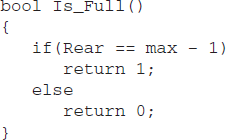 bool Is_Full()
{
   if(Rear == max - 1)
      return 1;
   else
      return 0;
}